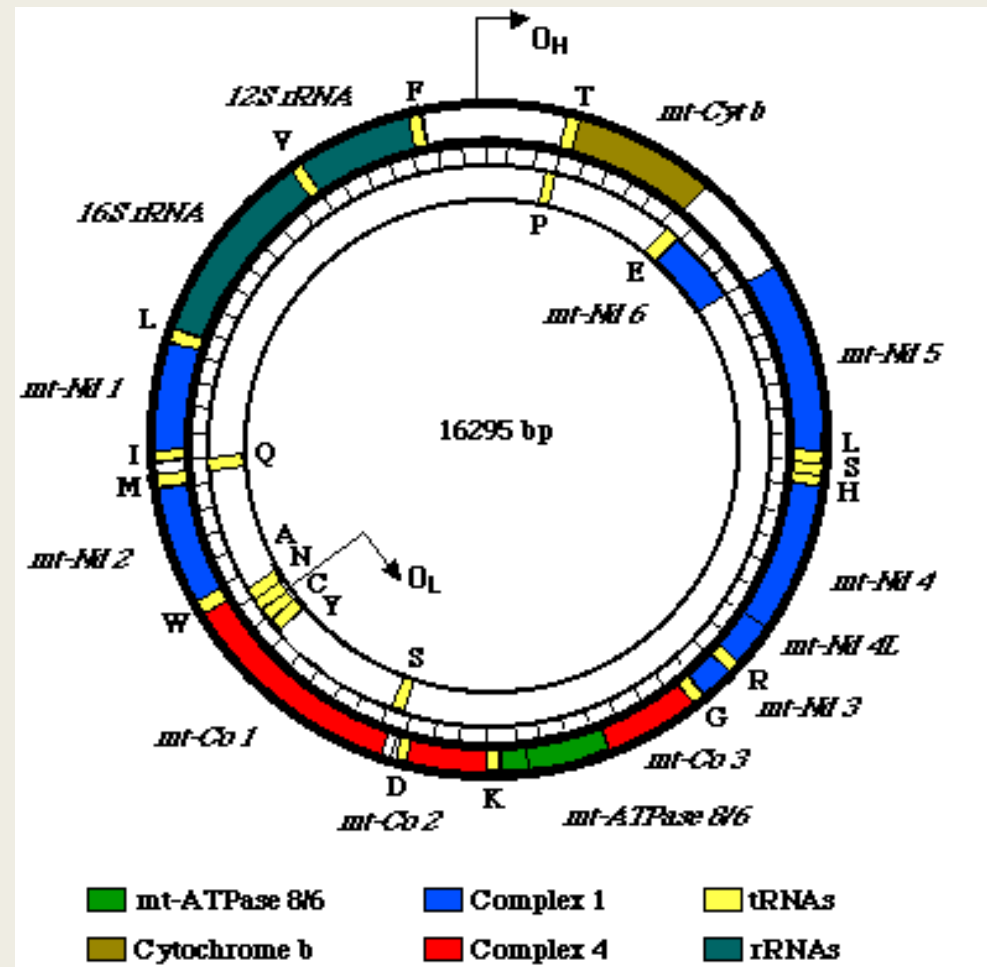 O_H
F
T
12S rRNA
mt-Cyt b
V
16S rRNA
P
E
mt-Nd 6
L
mt-Nd 5
mt-Nd 1
16295 bp
L
I
Q
S
M
H
mt-Nd 2
A
N
C
Y
O_L
mt-Nd 4
W
mt-Nd 4L
S
R
mt-Nd 3
G
mt-Co 1
mt-Co 3
D
K
mt-Co 2
mt-ATPase 8/6
mt-ATPase 8/6
Complex 1
tRNAs
Cytochrome b
Complex 4
rRNAs